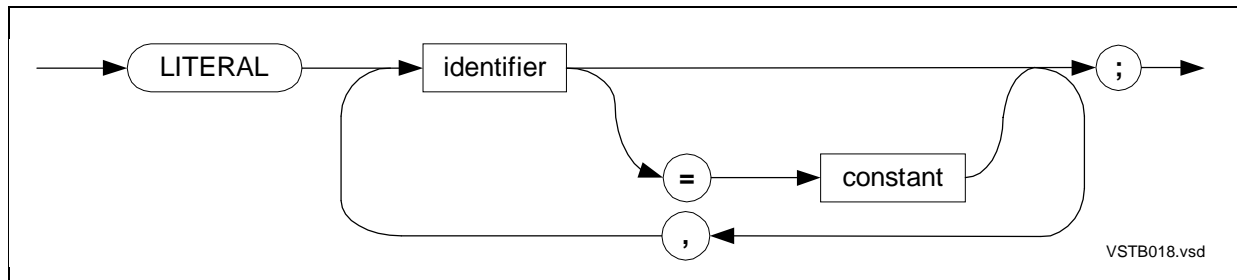 LITERAL identifier ;
= constant
,
VSTB018.vsd